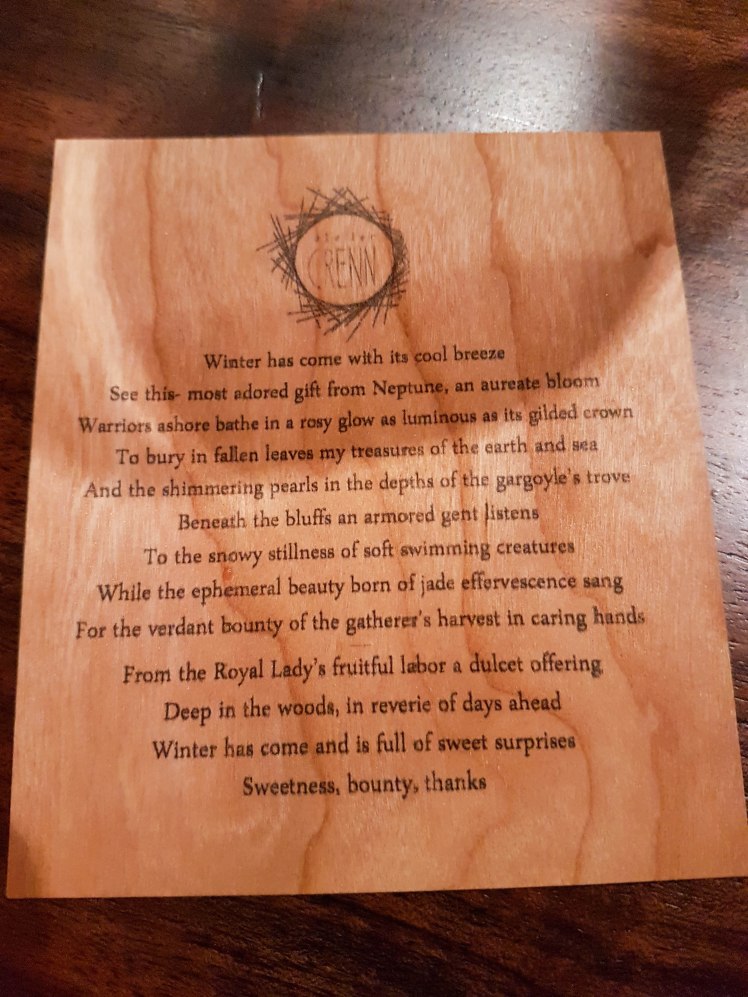 atelier
CRENN
Winter has come with its cool breeze
See this- most adored gift from Neptune, an aureate bloom
Warriors ashore bathe in a rosy glow as luminous as its gilded crown
To bury in fallen leaves my treasures of the earth and sea
And the shimmering pearls in the depths of the gargoyle's trove
Beneath the bluffs an armored gent listens
To the snowy stillness of soft swimming creatures
While the ephemeral beauty born of jade effervescence sang
For the verdant bounty of the gatherer's harvest in caring hands
From the Royal Lady's fruitful labor a dulcet offering
Deep in the woods, in reverie of days ahead
Winter has come and is full of sweet surprises
Sweetness, bounty, thanks